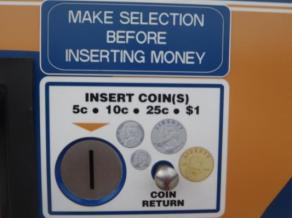 MAKE SELECTION
BEFORE
INSERTING MONEY
INSERT COIN(S)
5c • 10c • 25c • $1
COIN
RETURN